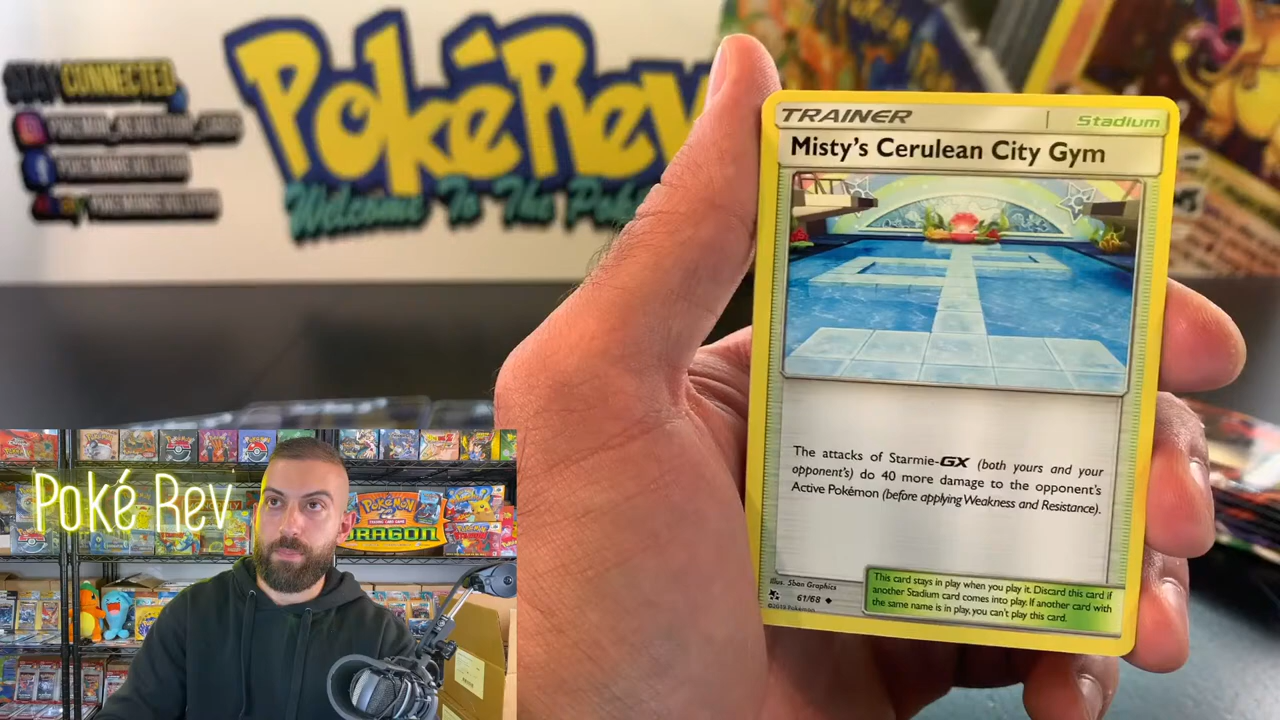 STAY CONNECTED
PokéRev
Welcome To The
TRAINER
Stadium
Misty's Cerulean City Gym
The attacks of Starmie-GX (both yours and your
opponent's) do 40 more damage to the opponent's
Active Pokémon (before applying Weakness and Resistance).
Illus. 5ban Graphics
61/68
©2019 Pokémon
This card stays in play when you play it. Discard this card if
another Stadium card comes into play. If another card with
the same name is in play, you can't play this card.
Poké Rev
POKÉMON
DRAGON